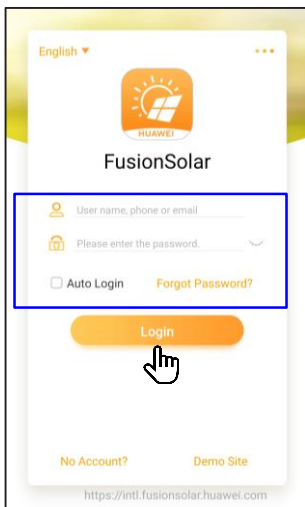 English ▼
HUAWEI
FusionSolar
User name, phone or email
Please enter the password.
Auto Login Forgot Password?
Login
No Account? Demo Site
https://intl.fusionsolar.huawei.com